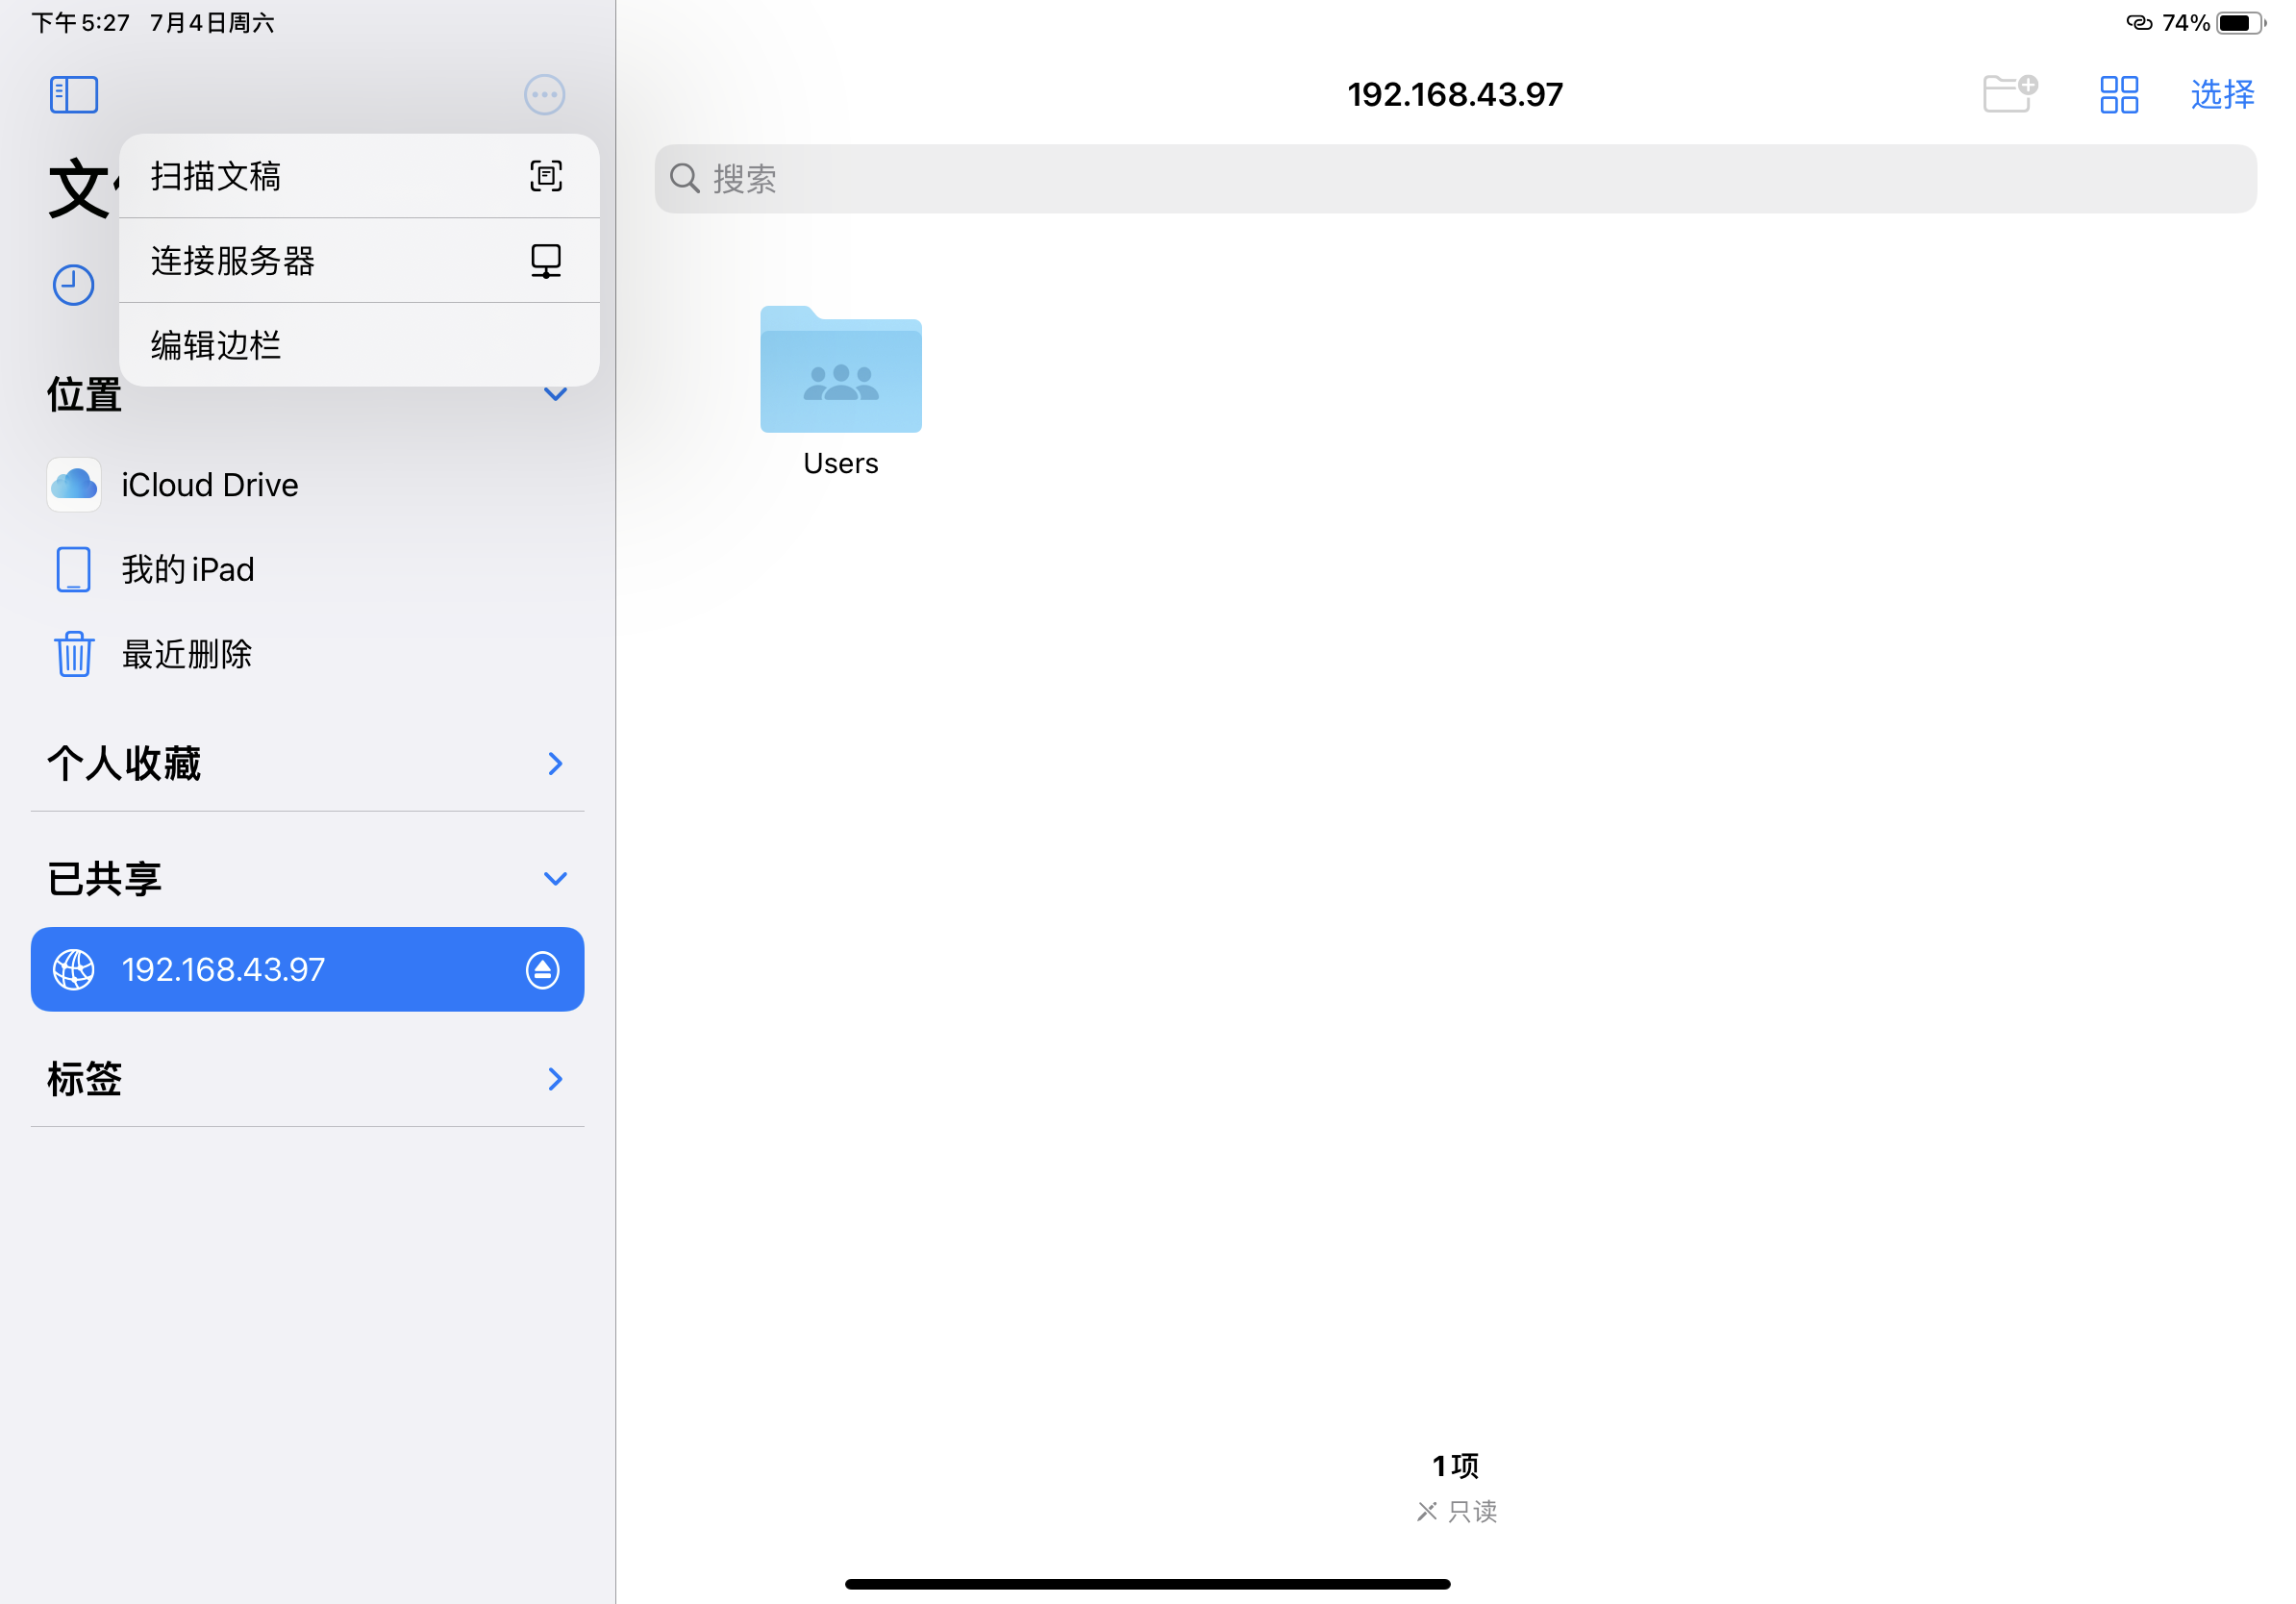 下午5:27 7月4日周六
74%
192.168.43.97
选择
文
搜索
扫描文稿
连接服务器
编辑边栏
位置
iCloud Drive
我的 iPad
最近删除
个人收藏
已共享
192.168.43.97
标签
Users
1项
只读